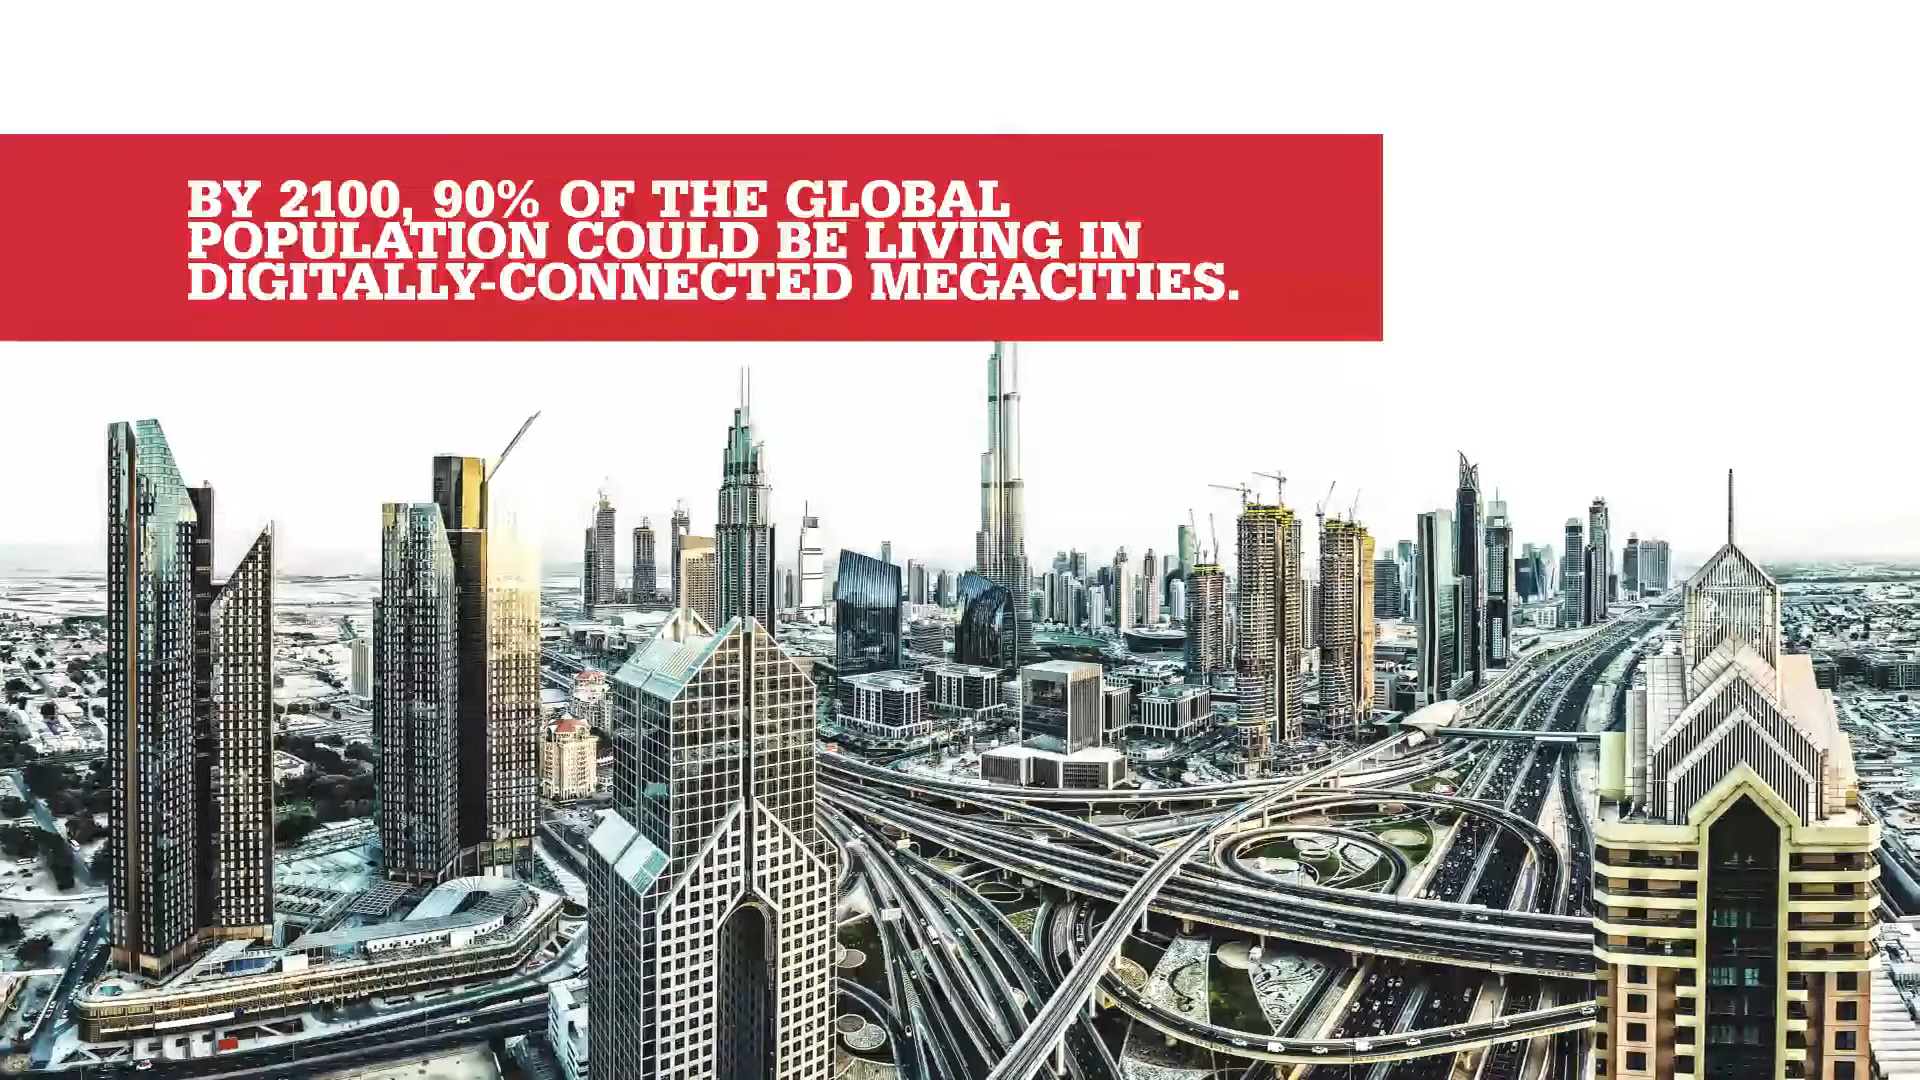 BY 2100, 90% OF THE GLOBAL
POPULATION COULD BE LIVING IN
DIGITALLY-CONNECTED MEGACITIES.